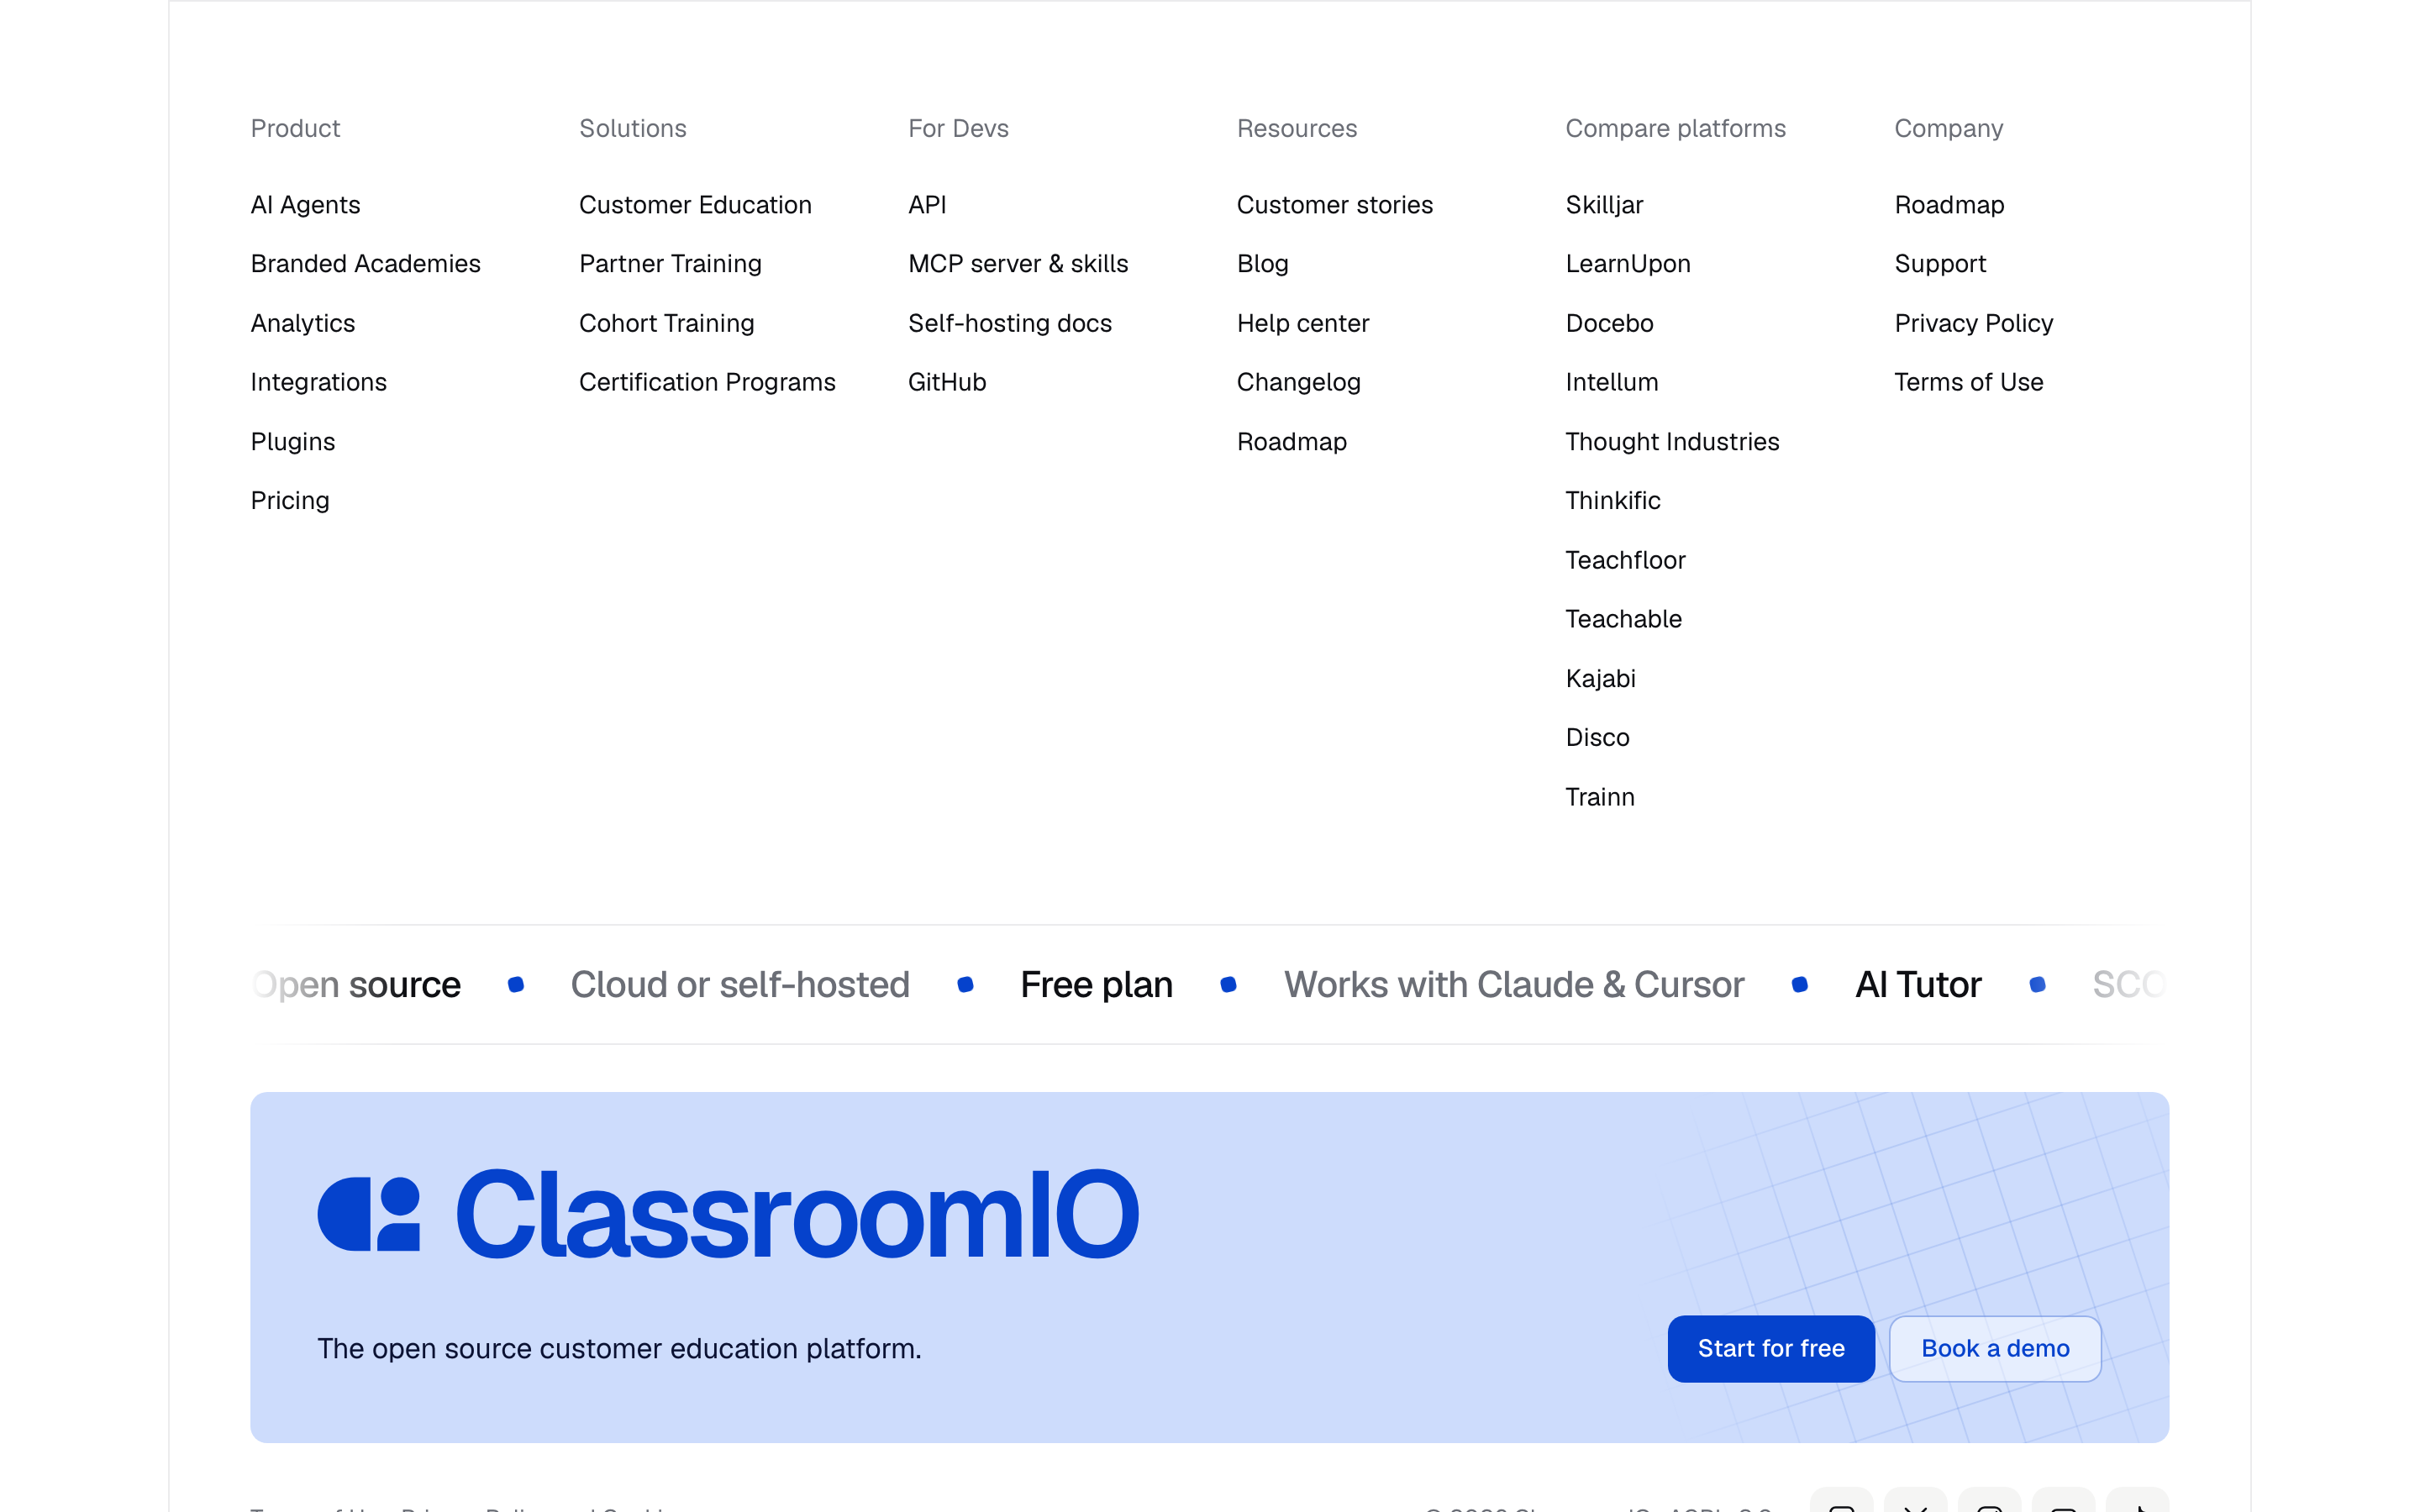 Product
AI Agents
Branded Academies
Analytics
Integrations
Plugins
Pricing
Solutions
Customer Education
Partner Training
Cohort Training
Certification Programs
For Devs
API
MCP server & skills
Self-hosting docs
GitHub
Resources
Customer stories
Blog
Help center
Changelog
Roadmap
Compare platforms
Skilljar
LearnUpon
Docebo
Intellum
Thought Industries
Thinkific
Teachfloor
Teachable
Kajabi
Disco
Trainn
Company
Roadmap
Support
Privacy Policy
Terms of Use
Open source Cloud or self-hosted Free plan Works with Claude & Cursor AI Tutor SCO
ClassroomIO
The open source customer education platform.
Start for free
Book a demo